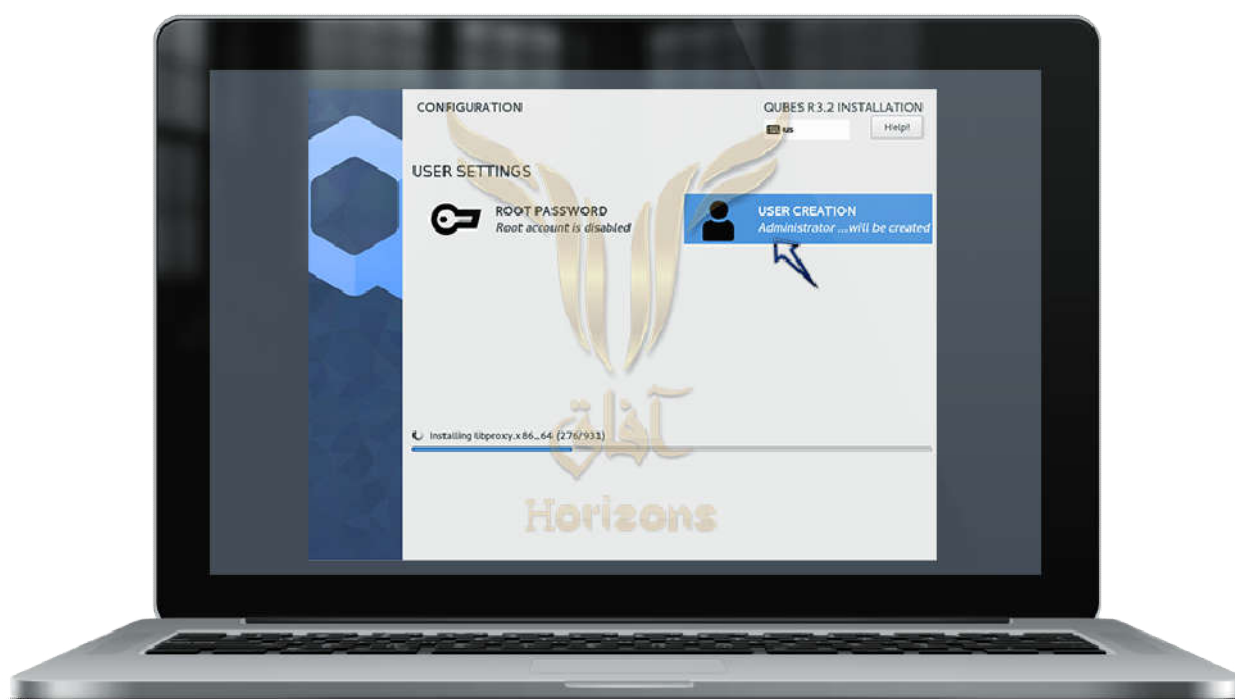 CONFIGURATION
QUBES R3.2 INSTALLATION
us
Help!
USER SETTINGS
ROOT PASSWORD
Root account is disabled
USER CREATION
Administrator ...will be created
Installing libproxy.x86_64 (276/931)
آفاق
Horizons